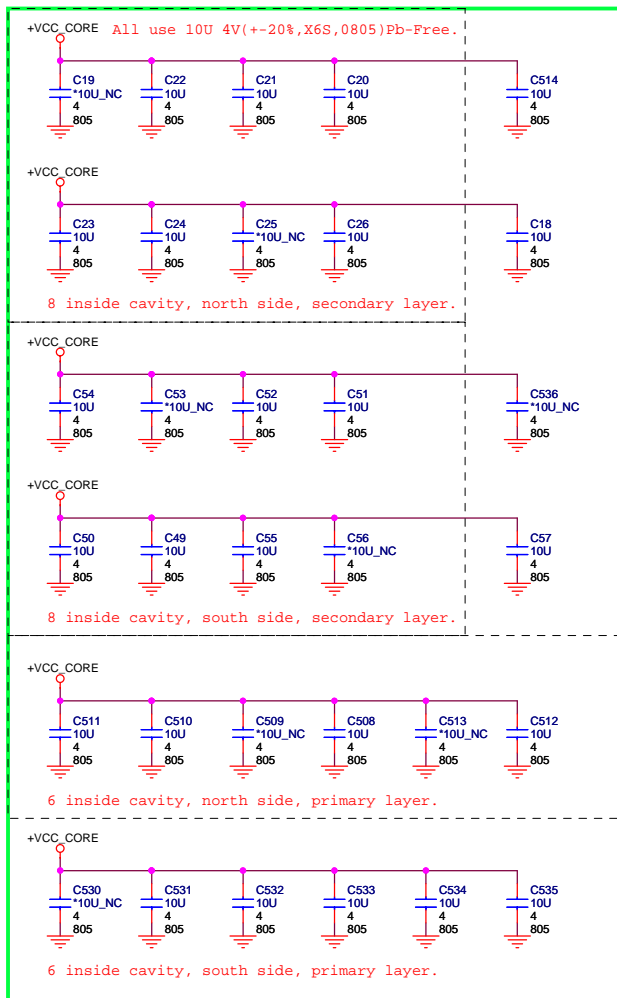 +VCC_CORE All use 10U 4V(+-20%,X6S,0805)Pb-Free.
C19 C22 C21 C20 C514
*10U_NC 10U 10U 10U 10U
4 4 4 4 4
805 805 805 805 805
+VCC_CORE
C23 C24 C25 C26 C18
10U 10U *10U_NC 10U 10U
4 4 4 4 4
805 805 805 805 805
8 inside cavity, north side, secondary layer.
+VCC_CORE
C54 C53 C52 C51 C536
10U *10U_NC 10U 10U *10U_NC
4 4 4 4 4
805 805 805 805 805
+VCC_CORE
C50 C49 C55 C56 C57
10U 10U 10U *10U_NC 10U
4 4 4 4 4
805 805 805 805 805
8 inside cavity, south side, secondary layer.
+VCC_CORE
C511 C510 C509 C508 C513 C512
10U 10U *10U_NC 10U *10U_NC 10U
4 4 4 4 4 4
805 805 805 805 805 805
6 inside cavity, north side, primary layer.
+VCC_CORE
C530 C531 C532 C533 C534 C535
*10U_NC 10U 10U 10U 10U 10U
4 4 4 4 4 4
805 805 805 805 805 805
6 inside cavity, south side, primary layer.